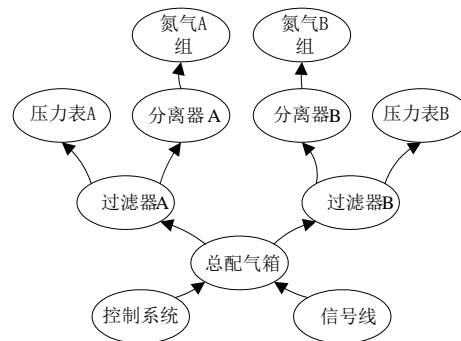 氮气A
组
氮气B
组
压力表A
分离器A
分离器B
压力表B
过滤器A
过滤器B
总配气箱
控制系统
信号线